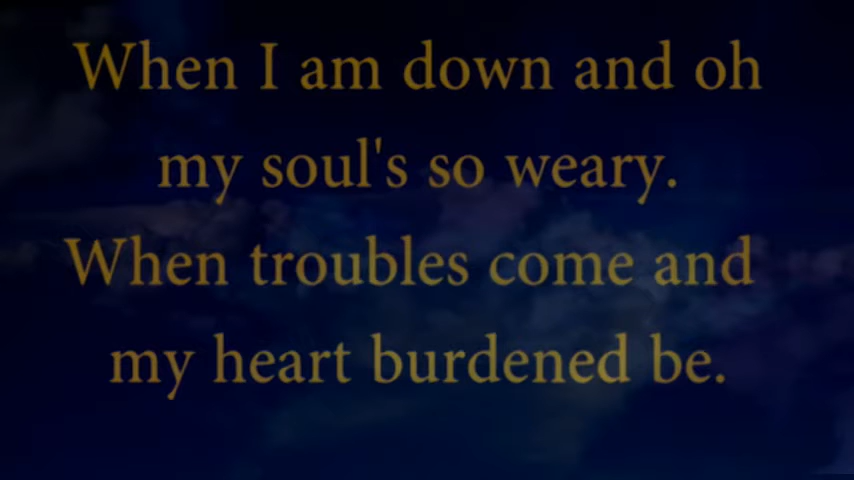 When I am down and oh
my soul's so weary.
When troubles come and
my heart burdened be.